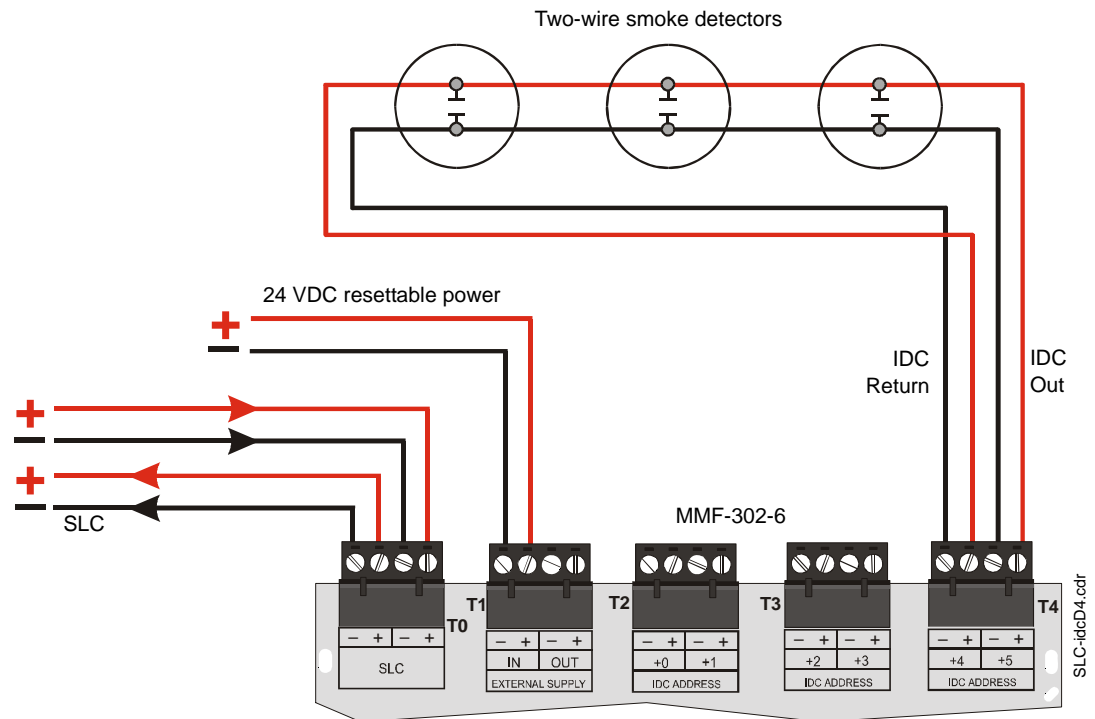 Two-wire smoke detectors
24 VDC resettable power
+
−
IDC
Return
IDC
Out
+
−
+
−
SLC
MMF-302-6
T0
T1
T2
T3
T4
− + − +
SLC
− + − +
IN OUT
EXTERNAL SUPPLY
− + − +
+0 +1
IDC ADDRESS
− + − +
+2 +3
IDC ADDRESS
− + − +
+4 +5
IDC ADDRESS
SLC-idcD4.cdr